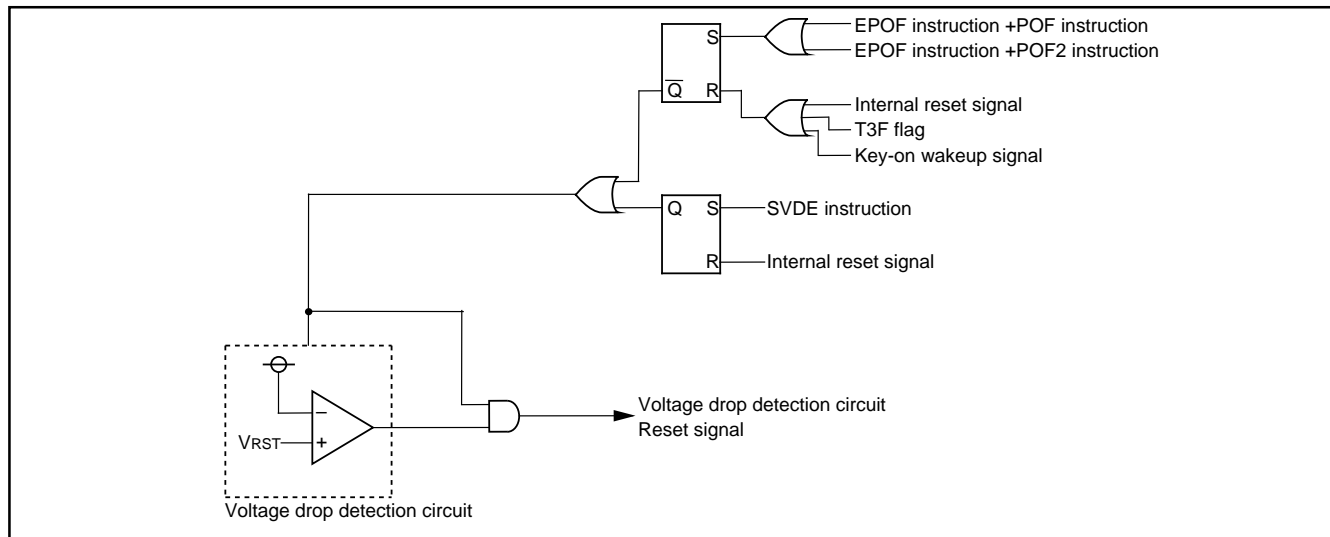 EPOF instruction +POF instruction
S
EPOF instruction +POF2 instruction
Q R
Internal reset signal
T3F flag
Key-on wakeup signal
Q S SVDE instruction
R Internal reset signal
−
Voltage drop detection circuit
Reset signal
VRST +
Voltage drop detection circuit